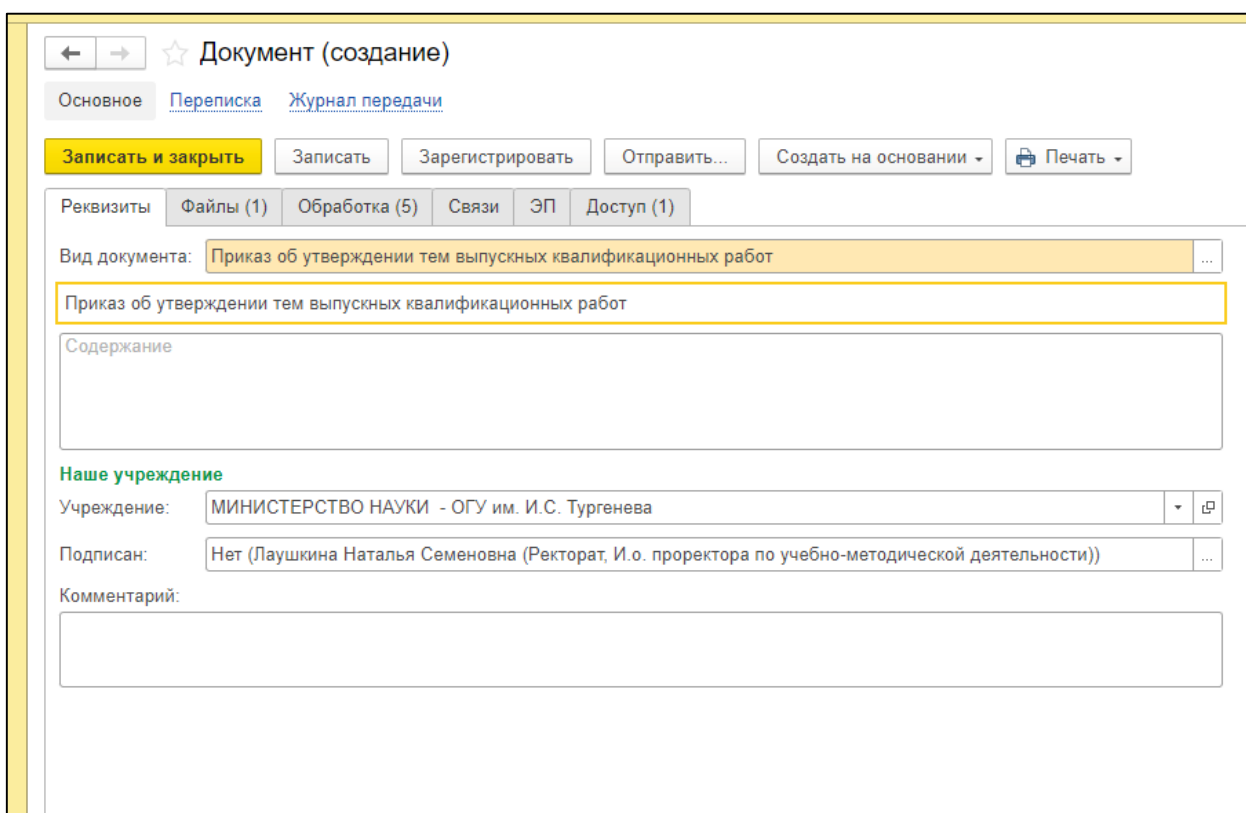 Документ (создание)
Основное Переписка Журнал передачи
Записать и закрыть Записать Зарегистрировать Отправить... Создать на основании Печать
Реквизиты Файлы (1) Обработка (5) Связи ЭП Доступ (1)
Вид документа: Приказ об утверждении тем выпускных квалификационных работ ...
Приказ об утверждении тем выпускных квалификационных работ
Содержание
Наше учреждение
Учреждение: МИНИСТЕРСТВО НАУКИ - ОГУ им. И.С. Тургенева
Подписан: Нет (Лаушкина Наталья Семеновна (Ректорат, И.о. проректора по учебно-методической деятельности)) ...
Комментарий: